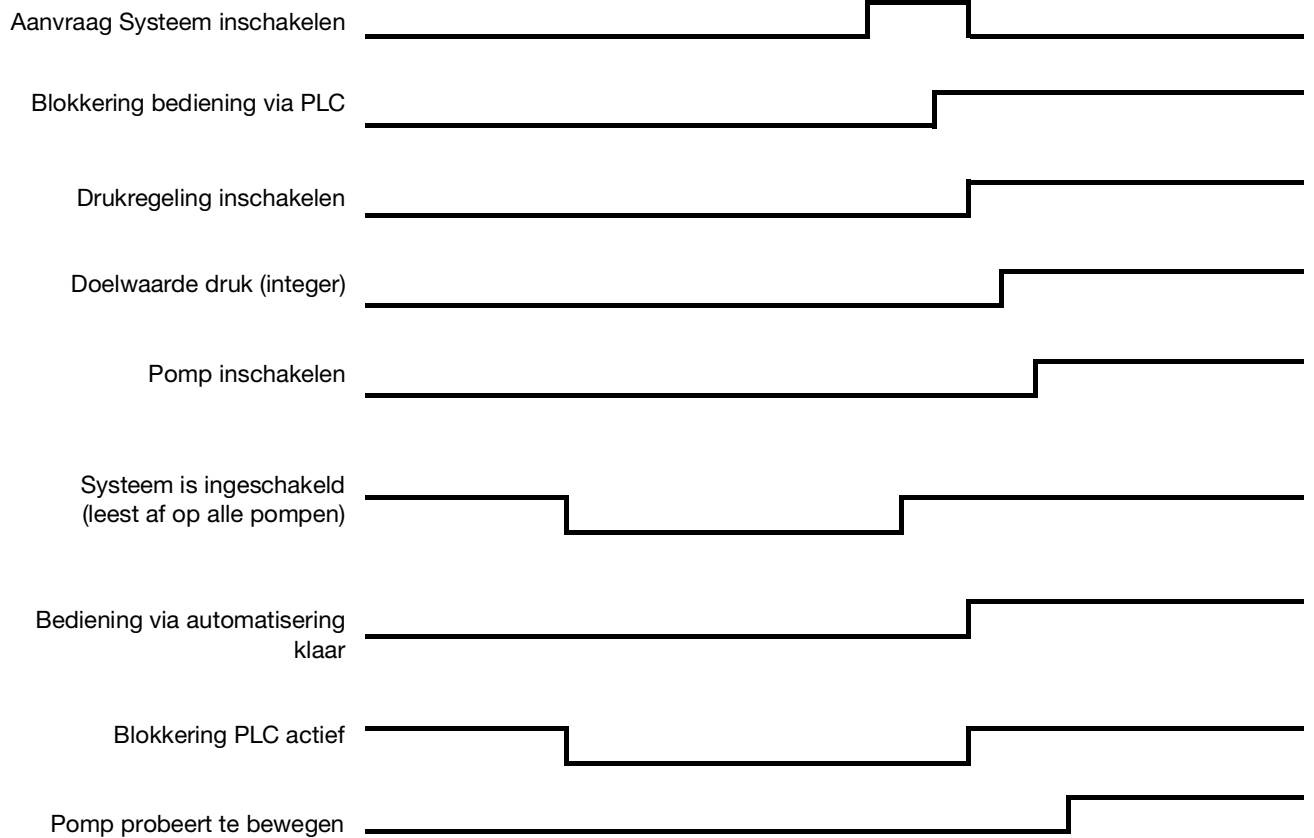 Aanvraag Systeem inschakelen
Blokkering bediening via PLC
Drukregeling inschakelen
Doelwaarde druk (integer)
Pomp inschakelen
Systeem is ingeschakeld
(leest af op alle pompen)
Bediening via automatisering
klaar
Blokkering PLC actief
Pomp probeert te bewegen